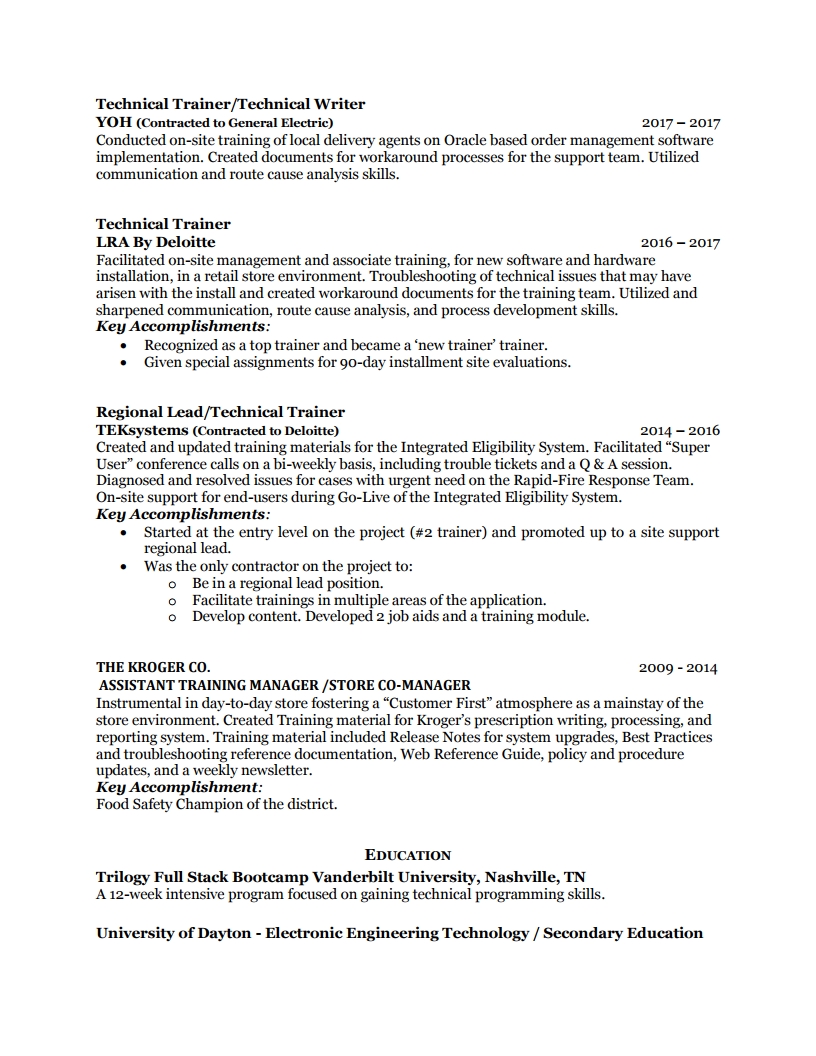 Technical Trainer/Technical Writer
YOH (Contracted to General Electric) 2017 – 2017
Conducted on-site training of local delivery agents on Oracle based order management software
implementation. Created documents for workaround processes for the support team. Utilized
communication and route cause analysis skills.
Technical Trainer
LRA By Deloitte 2016 – 2017
Facilitated on-site management and associate training, for new software and hardware
installation, in a retail store environment. Troubleshooting of technical issues that may have
arisen with the install and created workaround documents for the training team. Utilized and
sharpened communication, route cause analysis, and process development skills.
Key Accomplishments:
• Recognized as a top trainer and became a ‘new trainer’ trainer.
• Given special assignments for 90-day installment site evaluations.
Regional Lead/Technical Trainer
TEKsystems (Contracted to Deloitte) 2014 – 2016
Created and updated training materials for the Integrated Eligibility System. Facilitated “Super
User” conference calls on a bi-weekly basis, including trouble tickets and a Q & A session.
Diagnosed and resolved issues for cases with urgent need on the Rapid-Fire Response Team.
On-site support for end-users during Go-Live of the Integrated Eligibility System.
Key Accomplishments:
• Started at the entry level on the project (#2 trainer) and promoted up to a site support
regional lead.
• Was the only contractor on the project to:
o Be in a regional lead position.
o Facilitate trainings in multiple areas of the application.
o Develop content. Developed 2 job aids and a training module.
THE KROGER CO. 2009 - 2014
ASSISTANT TRAINING MANAGER /STORE CO-MANAGER
Instrumental in day-to-day store fostering a “Customer First” atmosphere as a mainstay of the
store environment. Created Training material for Kroger’s prescription writing, processing, and
reporting system. Training material included Release Notes for system upgrades, Best Practices
and troubleshooting reference documentation, Web Reference Guide, policy and procedure
updates, and a weekly newsletter.
Key Accomplishment:
Food Safety Champion of the district.
EDUCATION
Trilogy Full Stack Bootcamp Vanderbilt University, Nashville, TN
A 12-week intensive program focused on gaining technical programming skills.
University of Dayton - Electronic Engineering Technology / Secondary Education